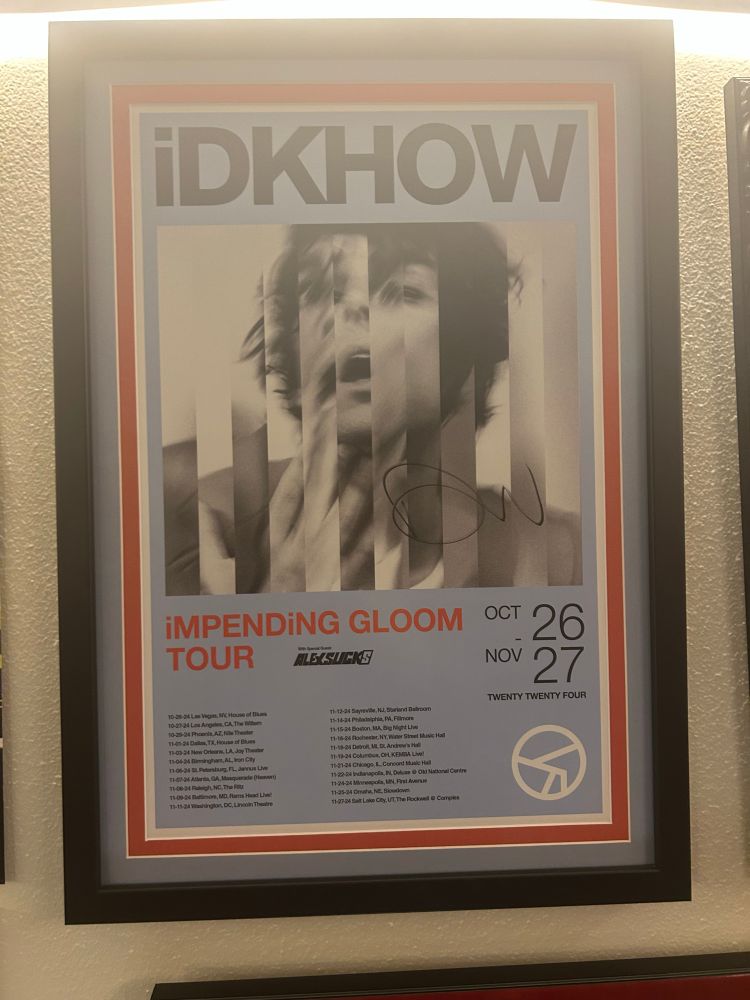 iDKHOW
iMPENDiNG GLOOM
TOUR
With Special Guests
ALEXSUCKS
OCT 26
-
NOV 27
TWENTY TWENTY FOUR
10-26-24 Las Vegas, NV, House of Blues
10-27-24 Los Angeles, CA, The Wiltern
10-29-24 Phoenix, AZ, Nile Theater
11-01-24 Dallas, TX, House of Blues
11-03-24 New Orleans, LA, Joy Theater
11-04-24 Birmingham, AL, Iron City
11-06-24 St. Petersburg, FL, Jannus Live
11-07-24 Atlanta, GA, Masquerade (Heaven)
11-08-24 Raleigh, NC, The Ritz
11-09-24 Baltimore, MD, Rams Head Live!
11-11-24 Washington, DC, Lincoln Theatre
11-12-24 Sayreville, NJ, Starland Ballroom
11-14-24 Philadelphia, PA, Fillmore
11-15-24 Boston, MA, Big Night Live
11-16-24 Rochester, NY, Water Street Music Hall
11-18-24 Detroit, MI, St. Andrew's Hall
11-19-24 Columbus, OH, KEMBA Live!
11-21-24 Chicago, IL, Concord Music Hall
11-22-24 Indianapolis, IN, Deluxe @ Old National Centre
11-24-24 Minneapolis, MN, First Avenue
11-25-24 Omaha, NE, Slowdown
11-27-24 Salt Lake City, UT, The Rockwell @ Complex